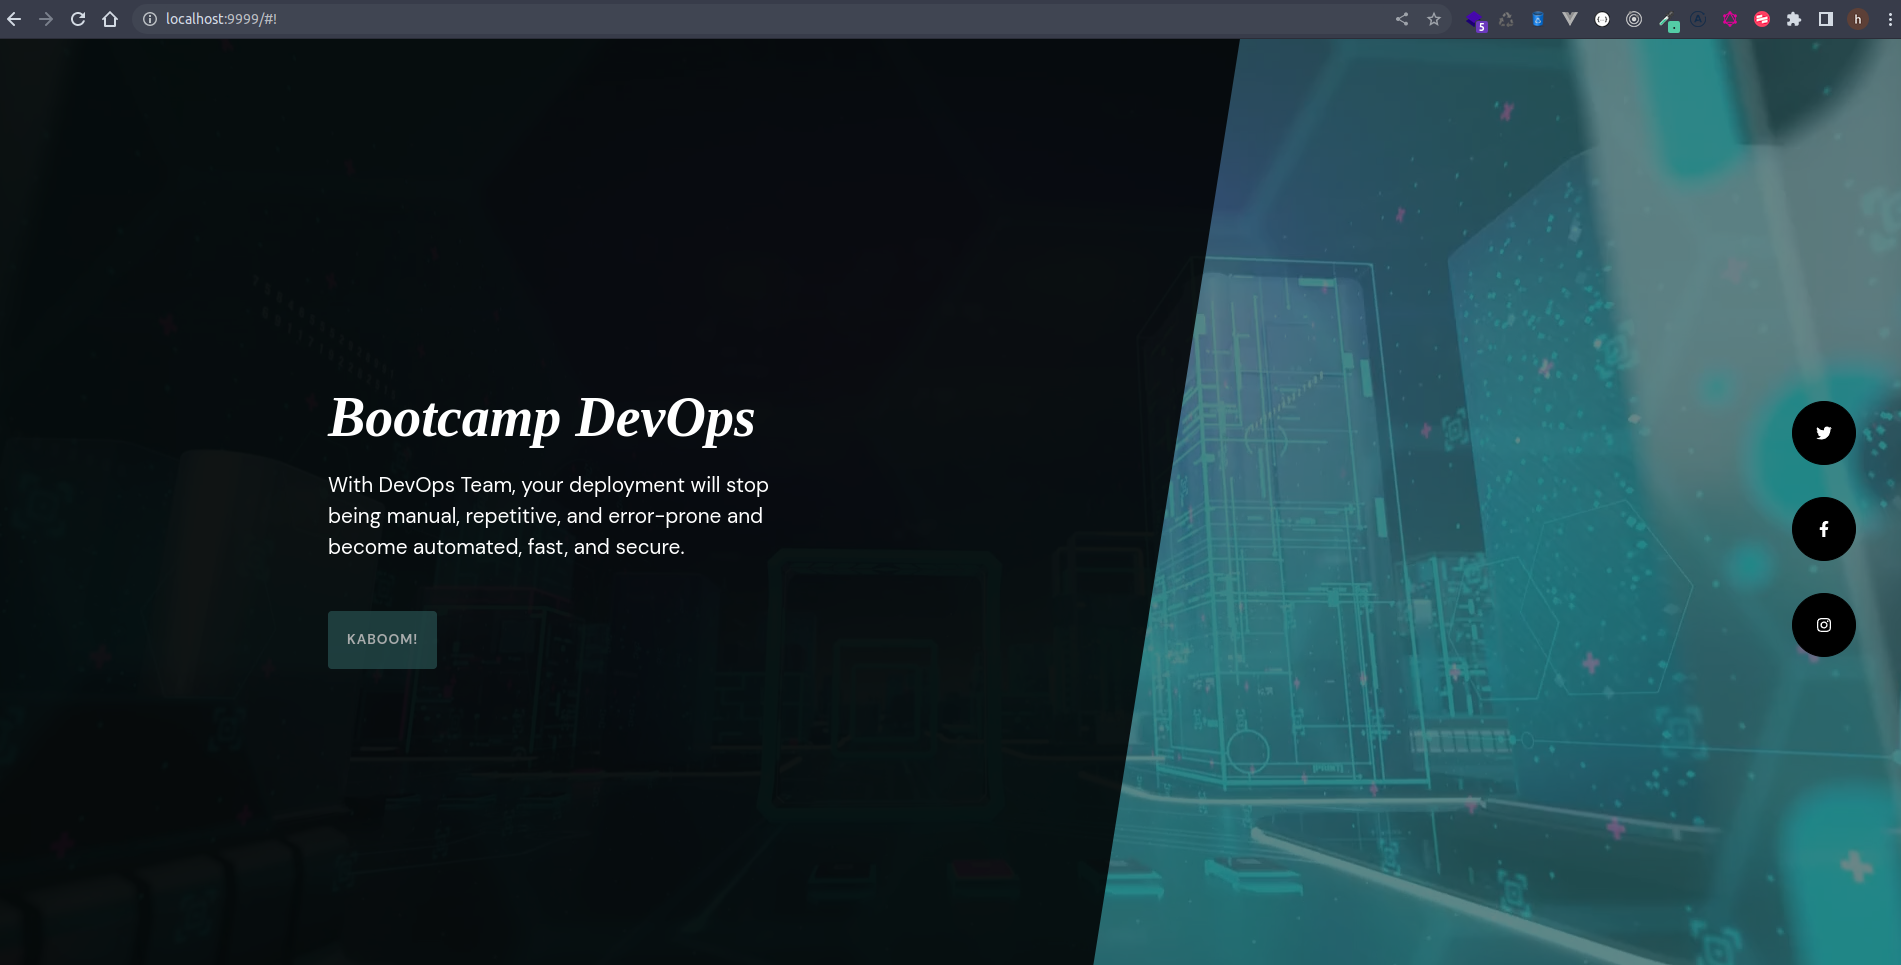 localhost:9999/#!
5
h
Bootcamp DevOps
With DevOps Team, your deployment will stop
being manual, repetitive, and error-prone and
become automated, fast, and secure.
KABOOM!